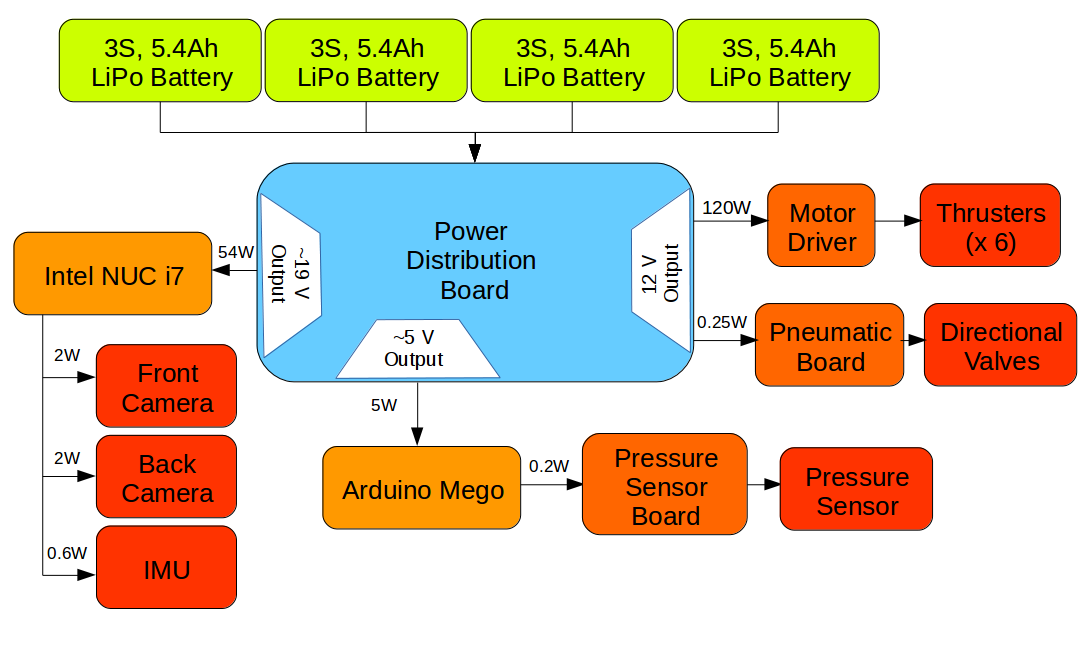 3S, 5.4Ah
LiPo Battery
3S, 5.4Ah
LiPo Battery
3S, 5.4Ah
LiPo Battery
3S, 5.4Ah
LiPo Battery
Power
Distribution
Board
~19 V
Output
12 V
Output
~5 V
Output
120W
Motor
Driver
Thrusters
(x 6)
54W
Intel NUC i7
0.25W
Pneumatic
Board
Directional
Valves
2W
Front
Camera
2W
Back
Camera
0.6W
IMU
5W
Arduino Mego
0.2W
Pressure
Sensor
Board
Pressure
Sensor